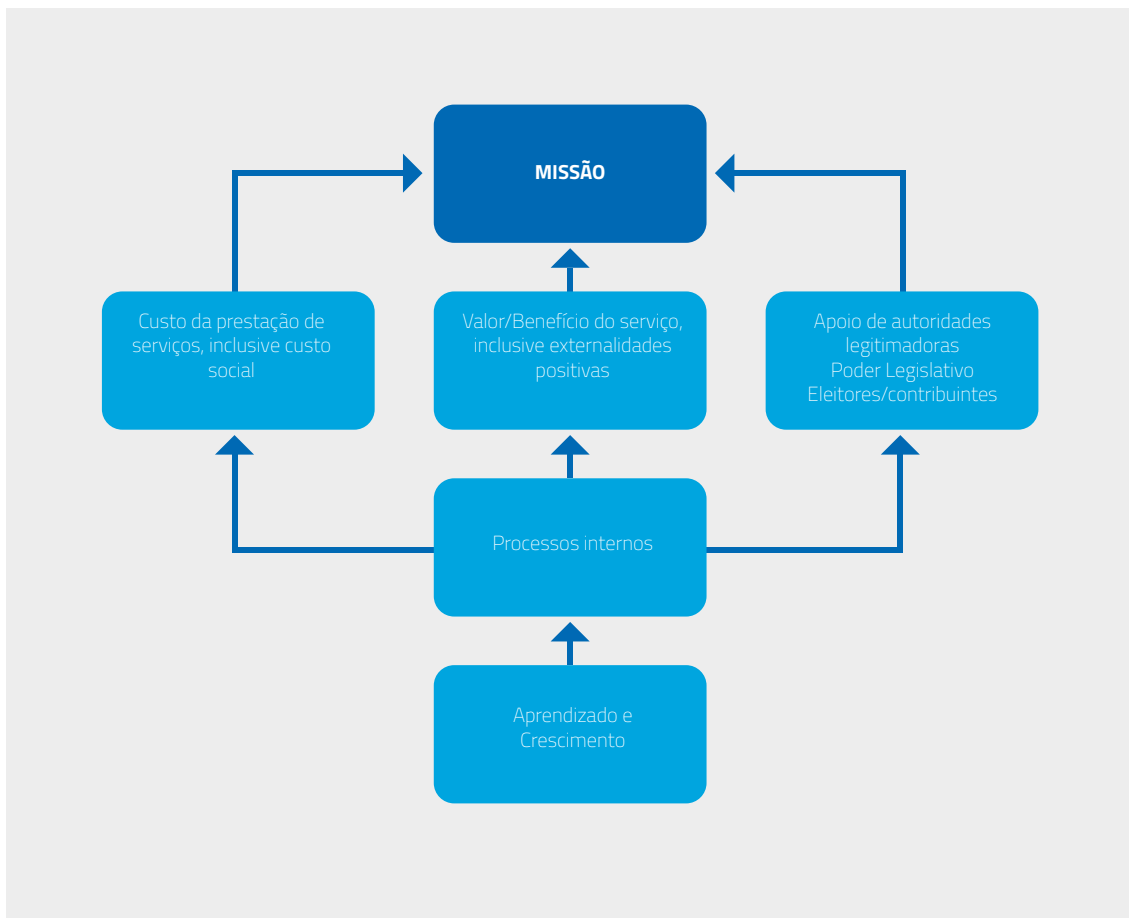 MISSÃO
Custo da prestação de
serviços, inclusive custo
social
Valor/Benefício do serviço,
inclusive externalidades
positivas
Apoio de autoridades
legitimadoras
Poder Legislativo
Eleitores/contribuintes
Processos internos
Aprendizado e
Crescimento